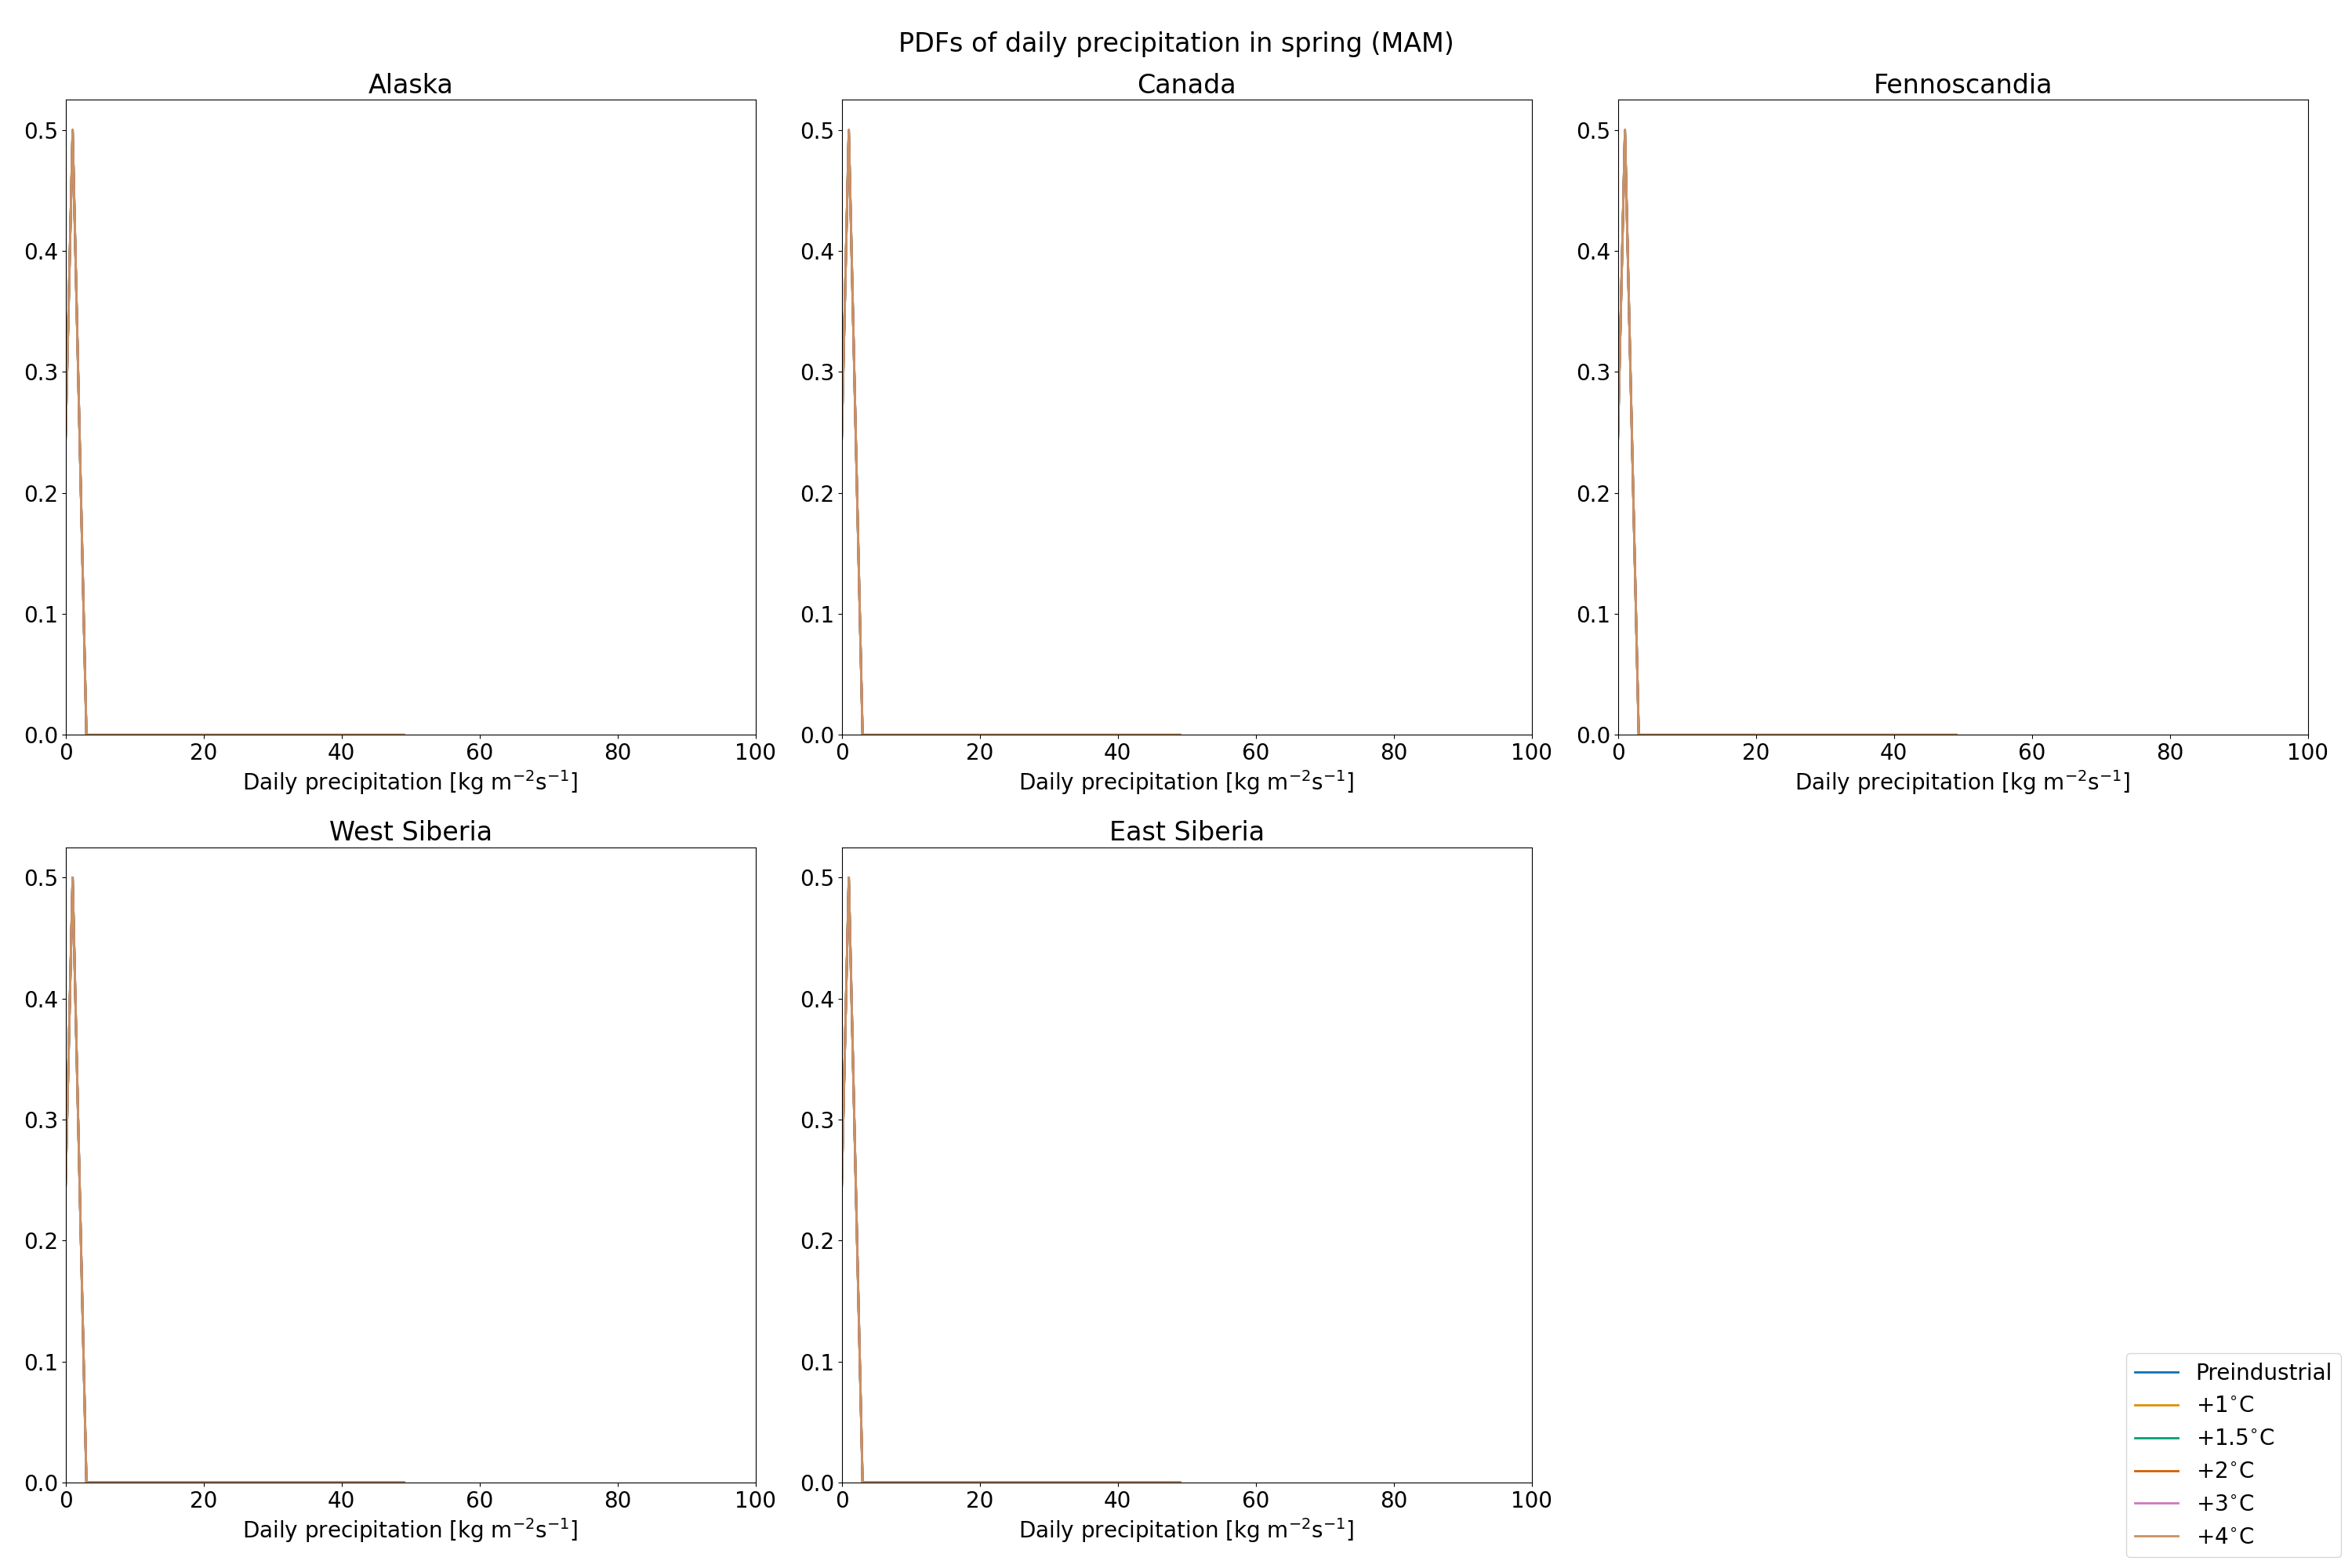 PDFs of daily precipitation in spring (MAM)
Alaska
Canada
Fennoscandia
0.5 0.4 0.3 0.2 0.1 0.0
0 20 40 60 80 100
Daily precipitation [kg m⁻²s⁻¹]
0.5 0.4 0.3 0.2 0.1 0.0
0 20 40 60 80 100
Daily precipitation [kg m⁻²s⁻¹]
0.5 0.4 0.3 0.2 0.1 0.0
0 20 40 60 80 100
Daily precipitation [kg m⁻²s⁻¹]
West Siberia
East Siberia
0.5 0.4 0.3 0.2 0.1 0.0
0 20 40 60 80 100
Daily precipitation [kg m⁻²s⁻¹]
0.5 0.4 0.3 0.2 0.1 0.0
0 20 40 60 80 100
Daily precipitation [kg m⁻²s⁻¹]
Preindustrial
+1°C
+1.5°C
+2°C
+3°C
+4°C